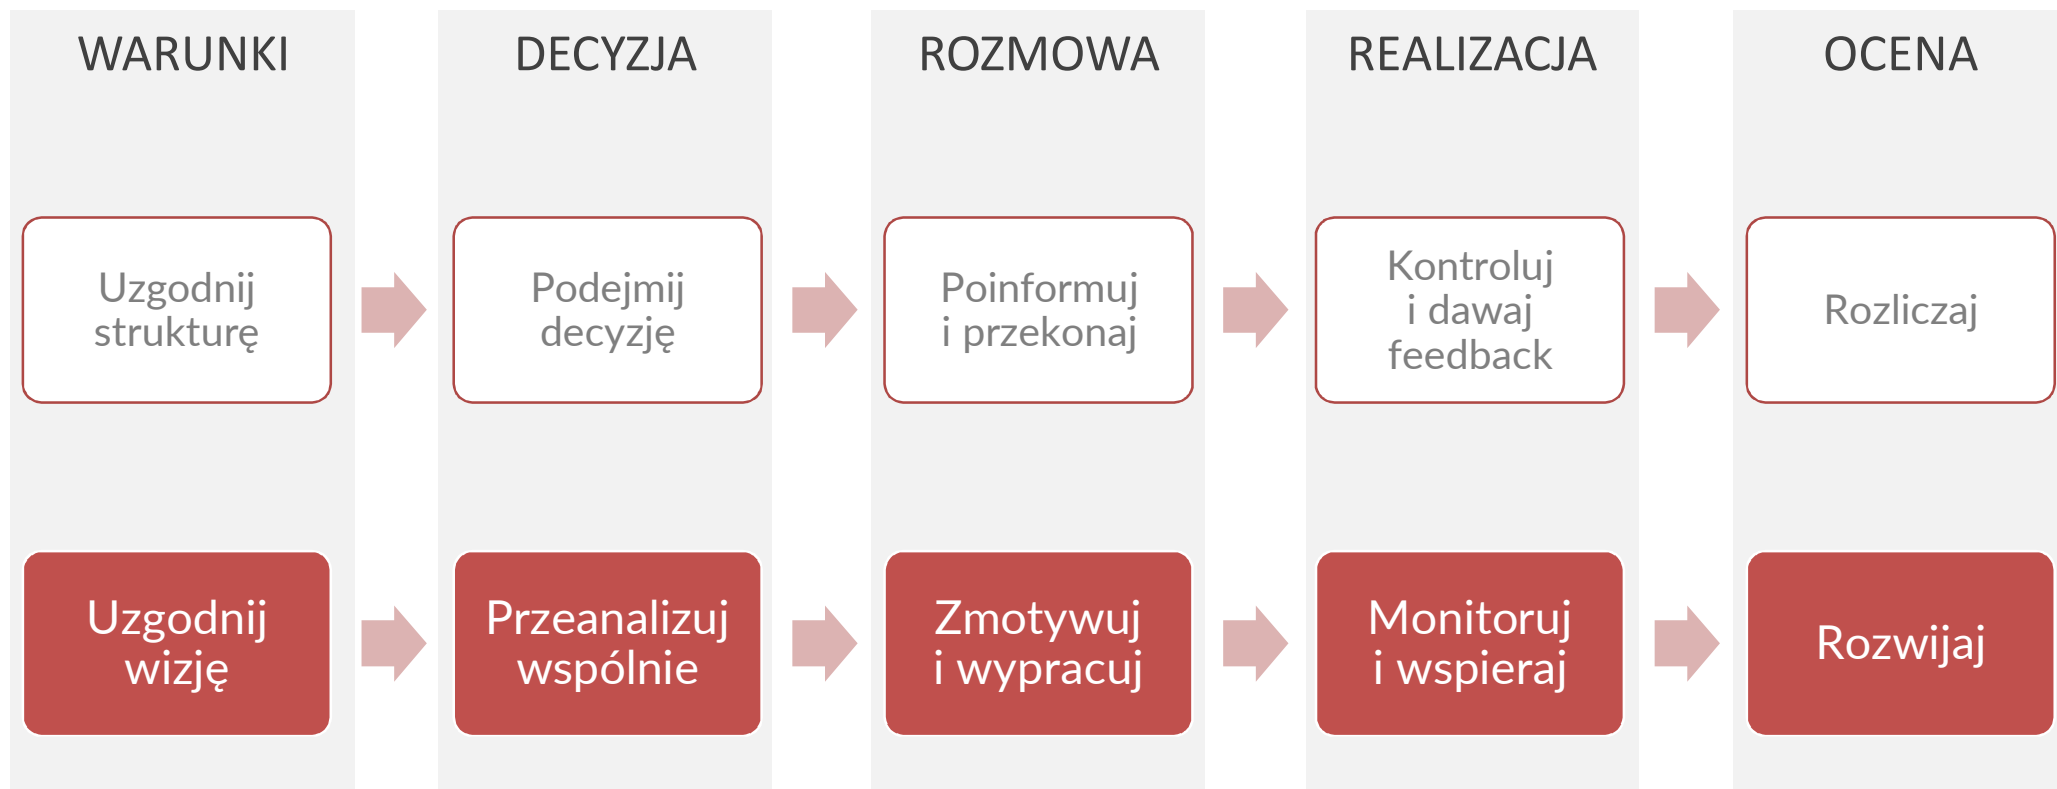 WARUNKI
DECYZJA
ROZMOWA
REALIZACJA
OCENA
Uzgodnij
strukturę
Podejmij
decyzję
Poinformuj
i przekonaj
Kontroluj
i dawaj
feedback
Rozliczaj
Uzgodnij
wizję
Przeanalizuj
wspólnie
Zmotywuj
i wypracuj
Monitoruj
i wspieraj
Rozwijaj